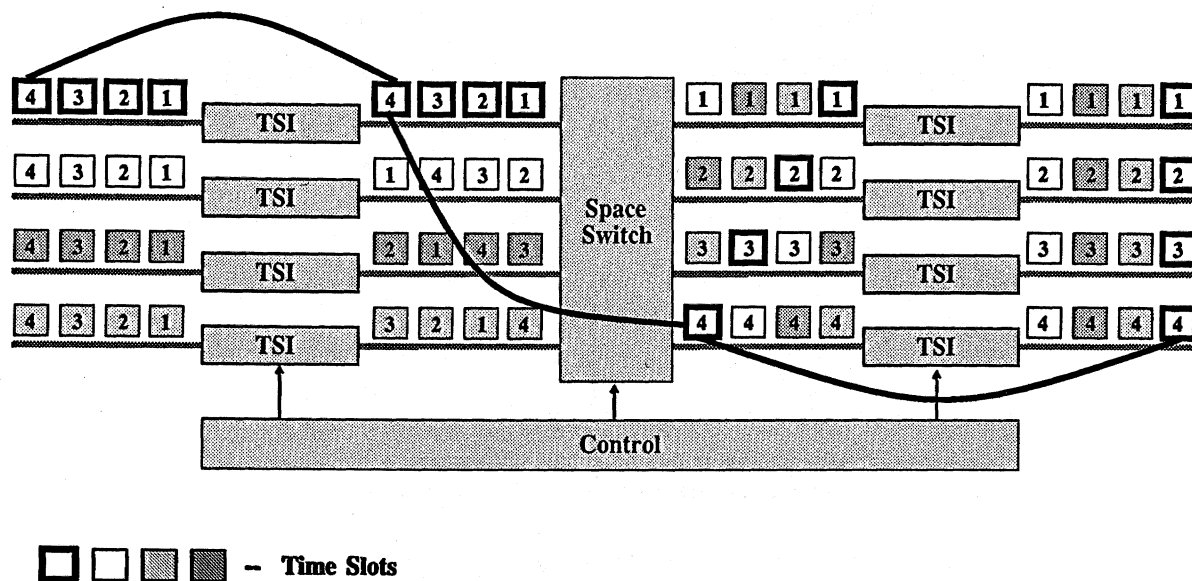 4 3 2 1 4 3 2 1 1 1 1 1 1 1 1 1
TSI TSI
4 3 2 1 1 4 3 2 2 2 2 2 2 2 2 2
TSI TSI
Space
Switch
4 3 2 1 2 1 4 3 3 3 3 3 3 3 3 3
TSI TSI
4 3 2 1 3 2 1 4 4 4 4 4 4 4 4 4
TSI TSI
Control
– Time Slots